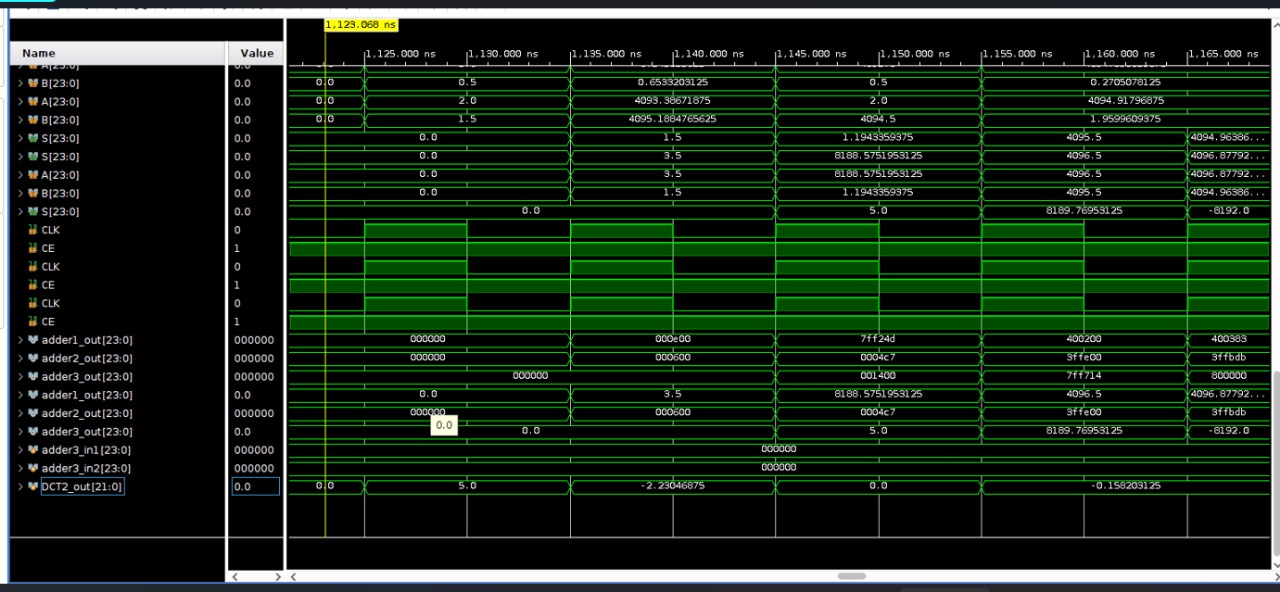 1,123.068 ns
Name Value 1,125.000 ns 1,130.000 ns 1,135.000 ns 1,140.000 ns 1,145.000 ns 1,150.000 ns 1,155.000 ns 1,160.000 ns 1,165.000 ns
B[23:0] 0.0 0.0 0.5 0.6533203125 0.5 0.2705078125
A[23:0] 0.0 0.0 2.0 4093.38671875 2.0 4094.91796875
B[23:0] 0.0 0.0 1.5 4095.1884765625 4094.5 1.9599609375
S[23:0] 0.0 0.0 1.5 1.1943359375 4095.5 4094.96386...
S[23:0] 0.0 0.0 3.5 8188.5751953125 4096.5 4096.87792...
A[23:0] 0.0 0.0 3.5 8188.5751953125 4096.5 4096.87792...
B[23:0] 0.0 0.0 1.5 1.1943359375 4095.5 4094.96386...
S[23:0] 0.0 0.0 5.0 8189.76953125 -8192.0
CLK 0
CE 1
CLK 0
CE 1
CLK 0
CE 1
adder1_out[23:0] 000000 000000 000e00 7ff24d 400200 400383
adder2_out[23:0] 000000 000000 000600 0004c7 3ffe00 3ffbdb
adder3_out[23:0] 000000 000000 001400 7ff714 800000
adder1_out[23:0] 0.0 0.0 3.5 8188.5751953125 4096.5 4096.87792...
adder2_out[23:0] 000000 000000 000600 0004c7 3ffe00 3ffbdb
0.0
adder3_out[23:0] 0.0 0.0 5.0 8189.76953125 -8192.0
adder3_in1[23:0] 000000 000000
adder3_in2[23:0] 000000 000000
DCT2_out[21:0] 0.0 0.0 5.0 -2.23046875 0.0 -0.158203125